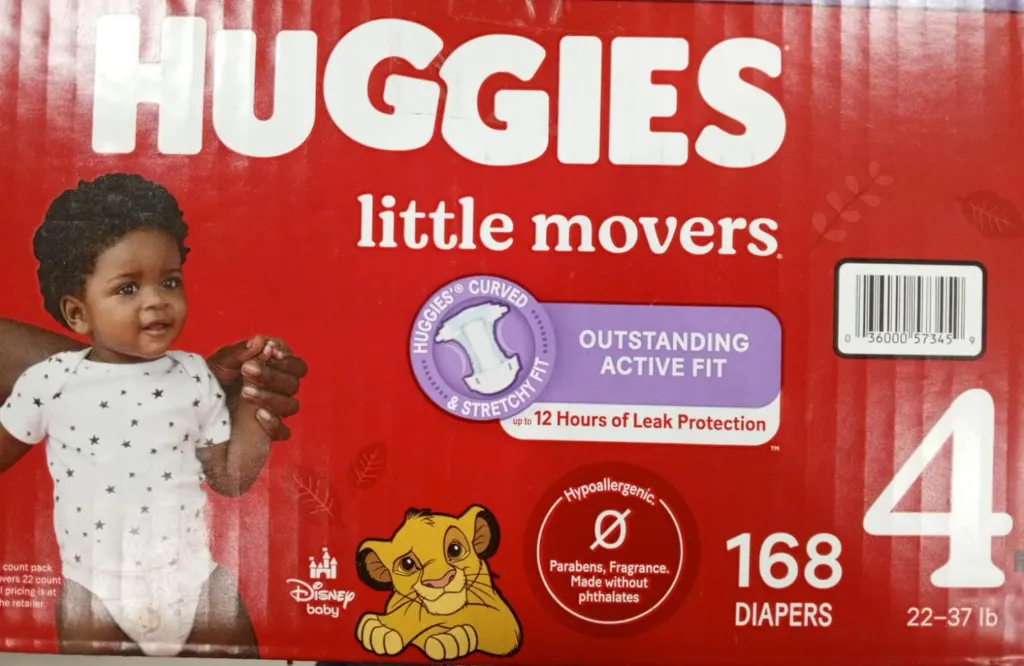 HUGGIES
little movers.
HUGGIES'® CURVED
& STRETCHY FIT
OUTSTANDING
ACTIVE FIT
up to 12 Hours of Leak Protection
TM
0 36000 57345 9
4
22–37 lb
168
DIAPERS
Hypoallergenic.
Parabens, Fragrance.
Made without
phthalates
Disney
baby
count pack
overs 22 count
pricing is at
he retailer.